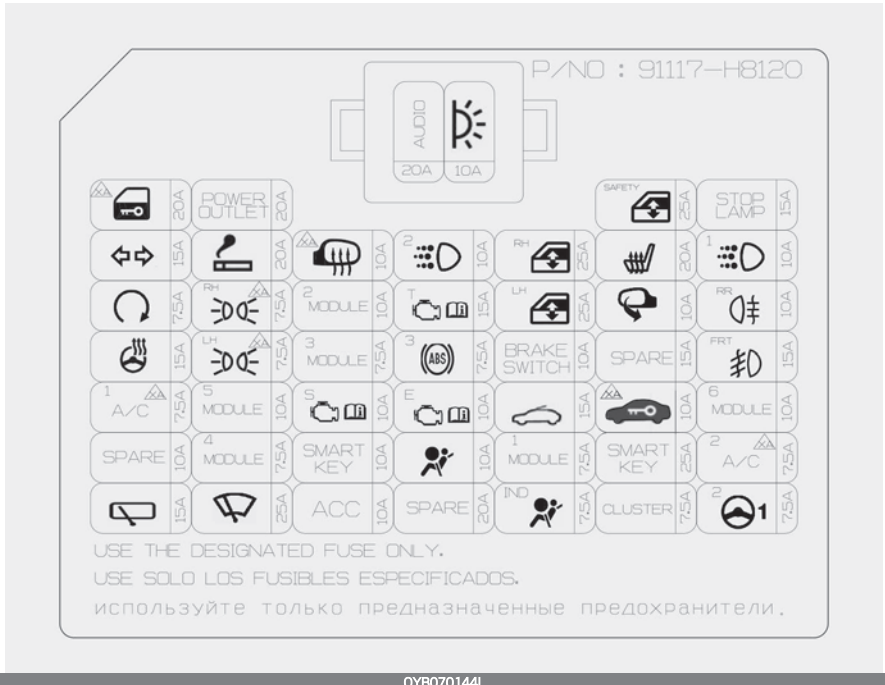 P/NO : 91117-H8120
AUDIO 20A 10A
20A POWER OUTLET 20A SAFETY 25A STOP LAMP 15A
15A 20A 10A 2 10A RH 25A 20A 1 10A
7.5A RH 7.5A 2 MODULE 10A T 15A LH 25A 10A RR 15A
15A LH 7.5A 3 MODULE 7.5A 3 ABS 7.5A BRAKE SWITCH 10A SPARE 15A FRT 15A
1 A/C 7.5A 5 MODULE 10A S 10A E 10A 15A 10A 6 MODULE 10A
SPARE 10A 4 MODULE 7.5A SMART KEY 10A 10A 1 MODULE 7.5A SMART KEY 25A 2 A/C 7.5A
15A 25A ACC 10A SPARE 20A IND 7.5A CLUSTER 7.5A 2 1 7.5A
USE THE DESIGNATED FUSE ONLY.
USE SOLO LOS FUSIBLES ESPECIFICADOS.
используйте только предназначенные предохранители.
OYB070144L